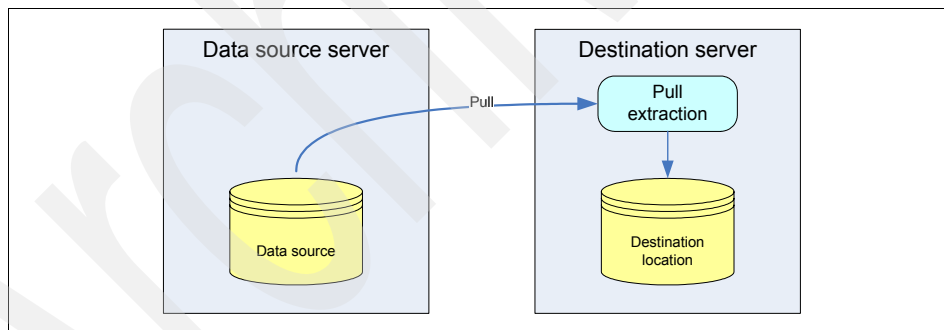 Data source server
Destination server
Pull
extraction
Pull
Data source
Destination
location